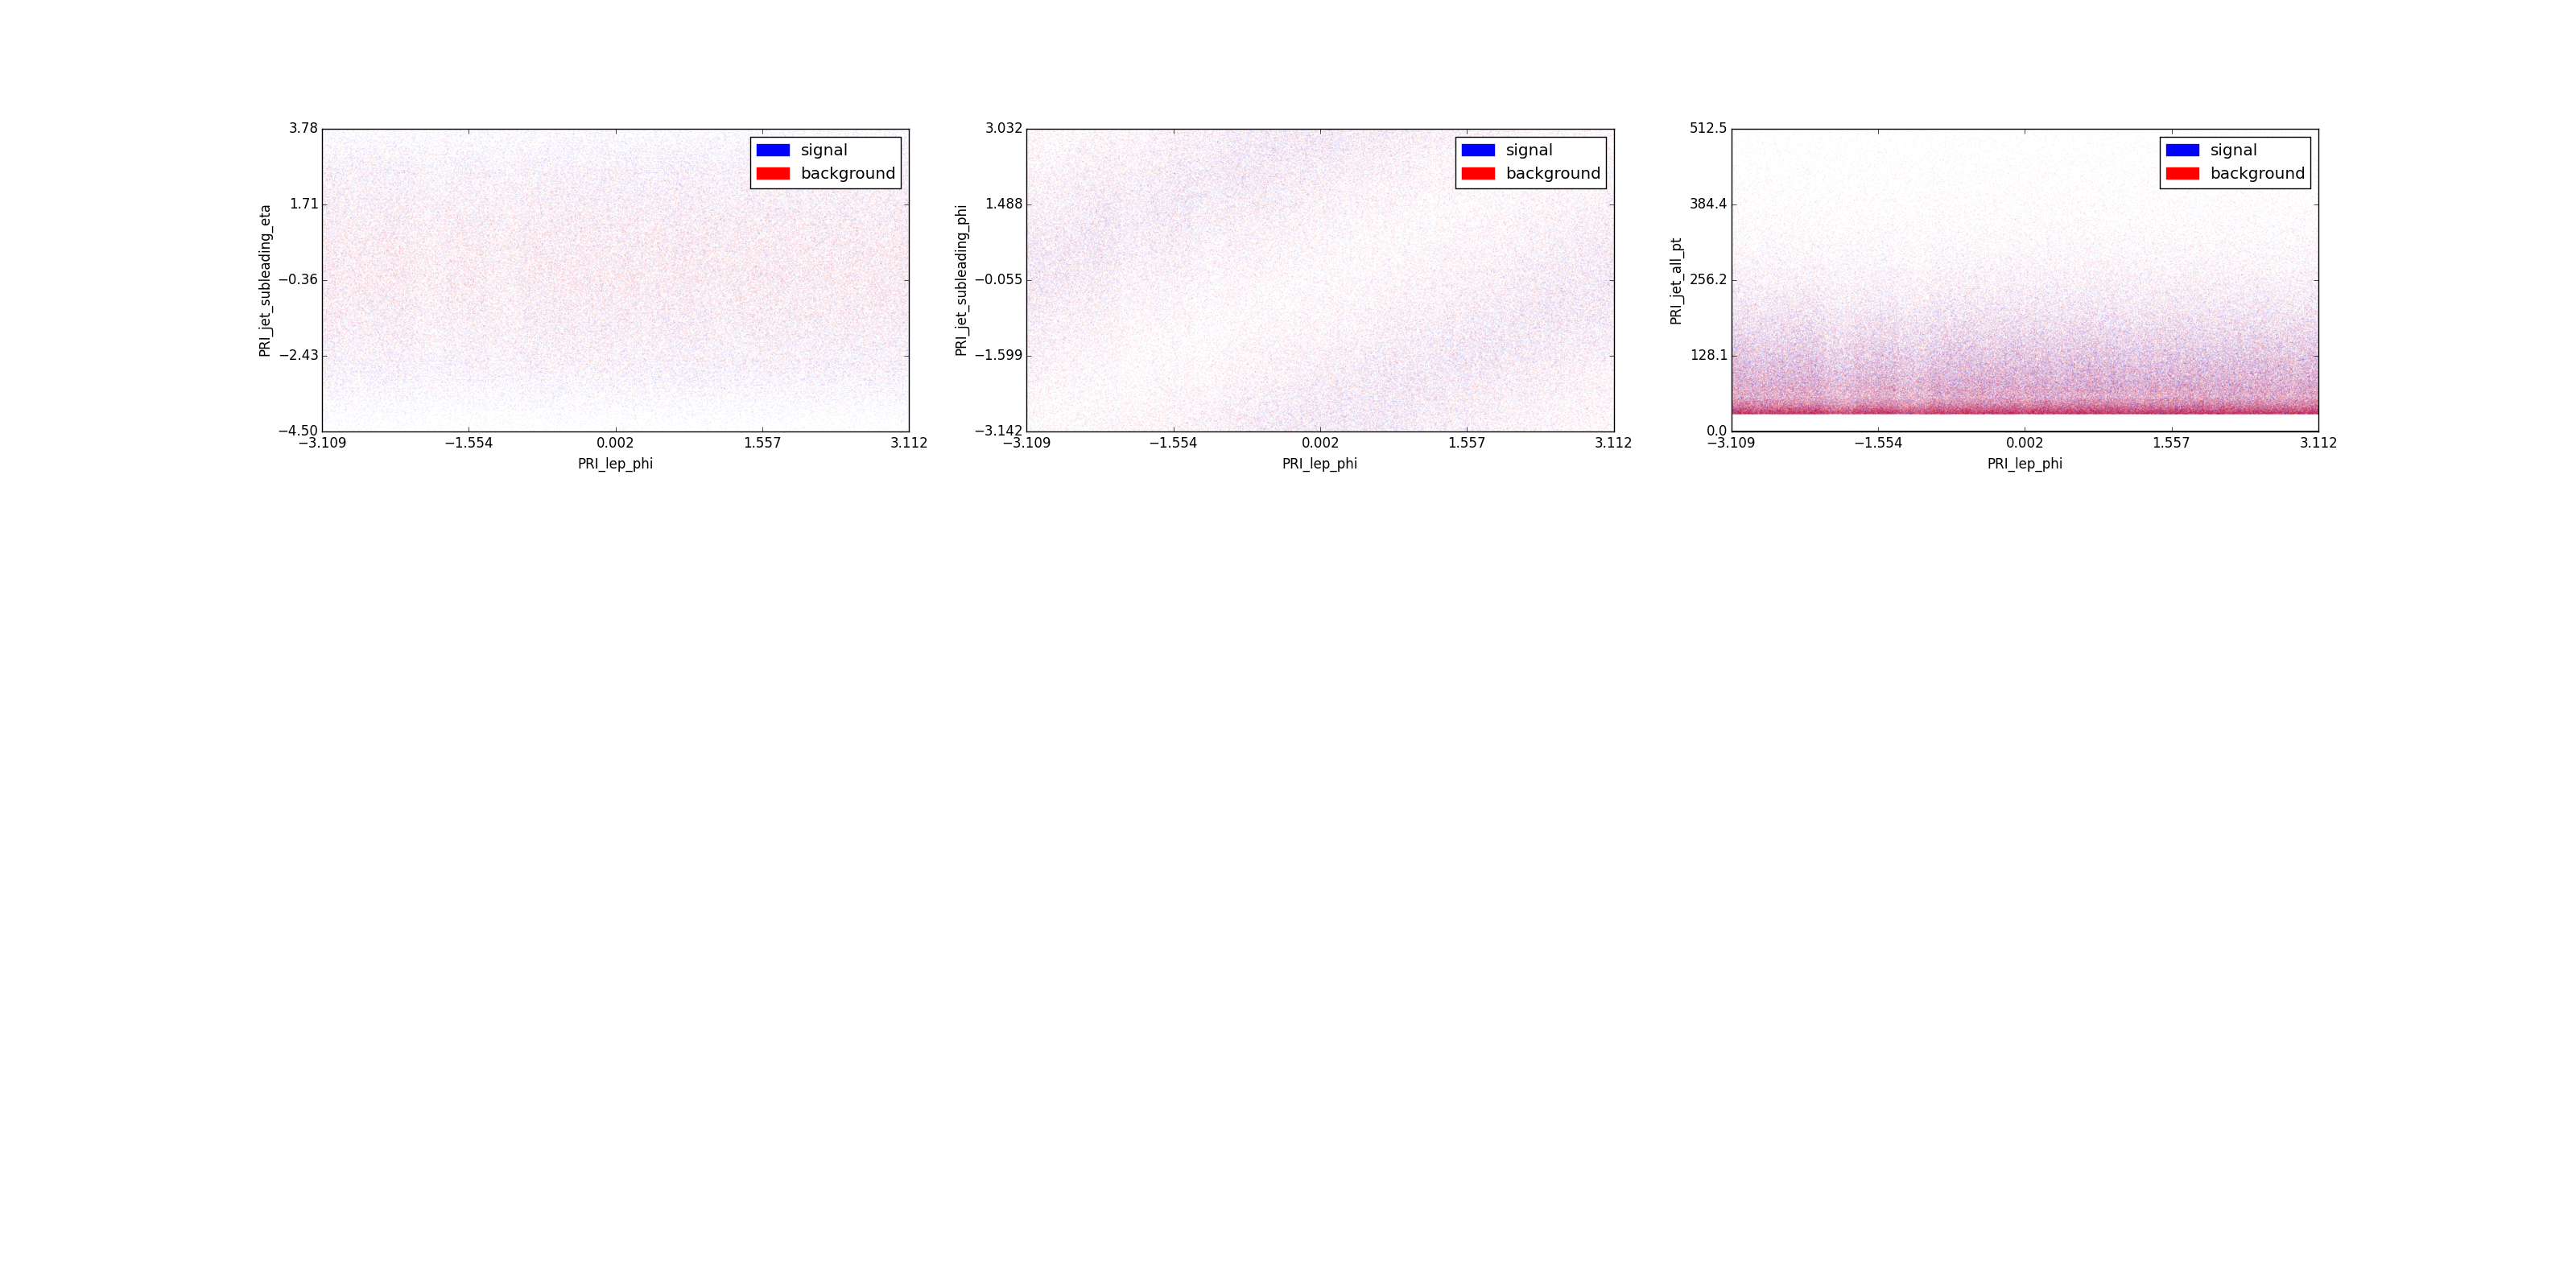 3.78
1.71
−0.36
−2.43
−4.50
PRI_jet_subleading_eta
signal
background
−3.109
−1.554
0.002
1.557
3.112
PRI_lep_phi
3.032
1.488
−0.055
−1.599
−3.142
PRI_jet_subleading_phi
signal
background
−3.109
−1.554
0.002
1.557
3.112
PRI_lep_phi
512.5
384.4
256.2
128.1
0.0
PRI_jet_all_pt
signal
background
−3.109
−1.554
0.002
1.557
3.112
PRI_lep_phi